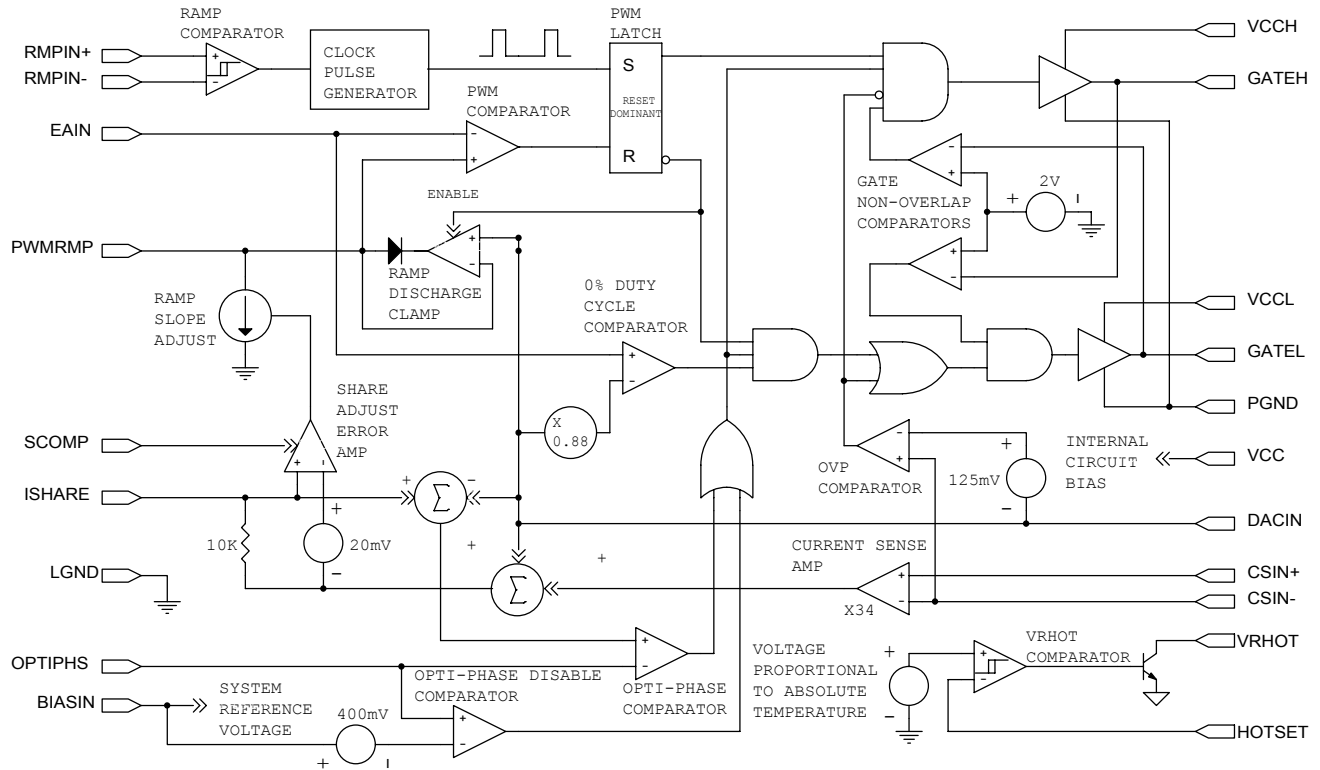 RAMP
COMPARATOR
PWM
LATCH
VCCH
RMPIN+
RMPIN-
+
-
CLOCK
PULSE
GENERATOR
S
RESET
DOMINANT
R
GATEH
EAIN
PWM
COMPARATOR
-
+
ENABLE
GATE
NON-OVERLAP
COMPARATORS
-
+
+
-
2V
+
-
PWMRMP
RAMP
DISCHARGE
CLAMP
+
-
RAMP
SLOPE
ADJUST
0% DUTY
CYCLE
COMPARATOR
+
-
VCCL
GATEL
PGND
SHARE
ADJUST
ERROR
AMP
SCOMP
+
-
X
0.88
OVP
COMPARATOR
-
+
125mV
+
-
INTERNAL
CIRCUIT
BIAS
VCC
ISHARE
+
Σ
-
10K
+
20mV
-
+
+
Σ
DACIN
CURRENT SENSE
AMP
X34
+
-
CSIN+
CSIN-
LGND
OPTIPHS
OPTI-PHASE DISABLE
COMPARATOR
+
-
OPTI-PHASE
COMPARATOR
+
-
VOLTAGE
PROPORTIONAL
TO ABSOLUTE
TEMPERATURE
+
-
VRHOT
COMPARATOR
+
-
VRHOT
BIASIN
SYSTEM
REFERENCE
VOLTAGE
400mV
+
-
HOTSET